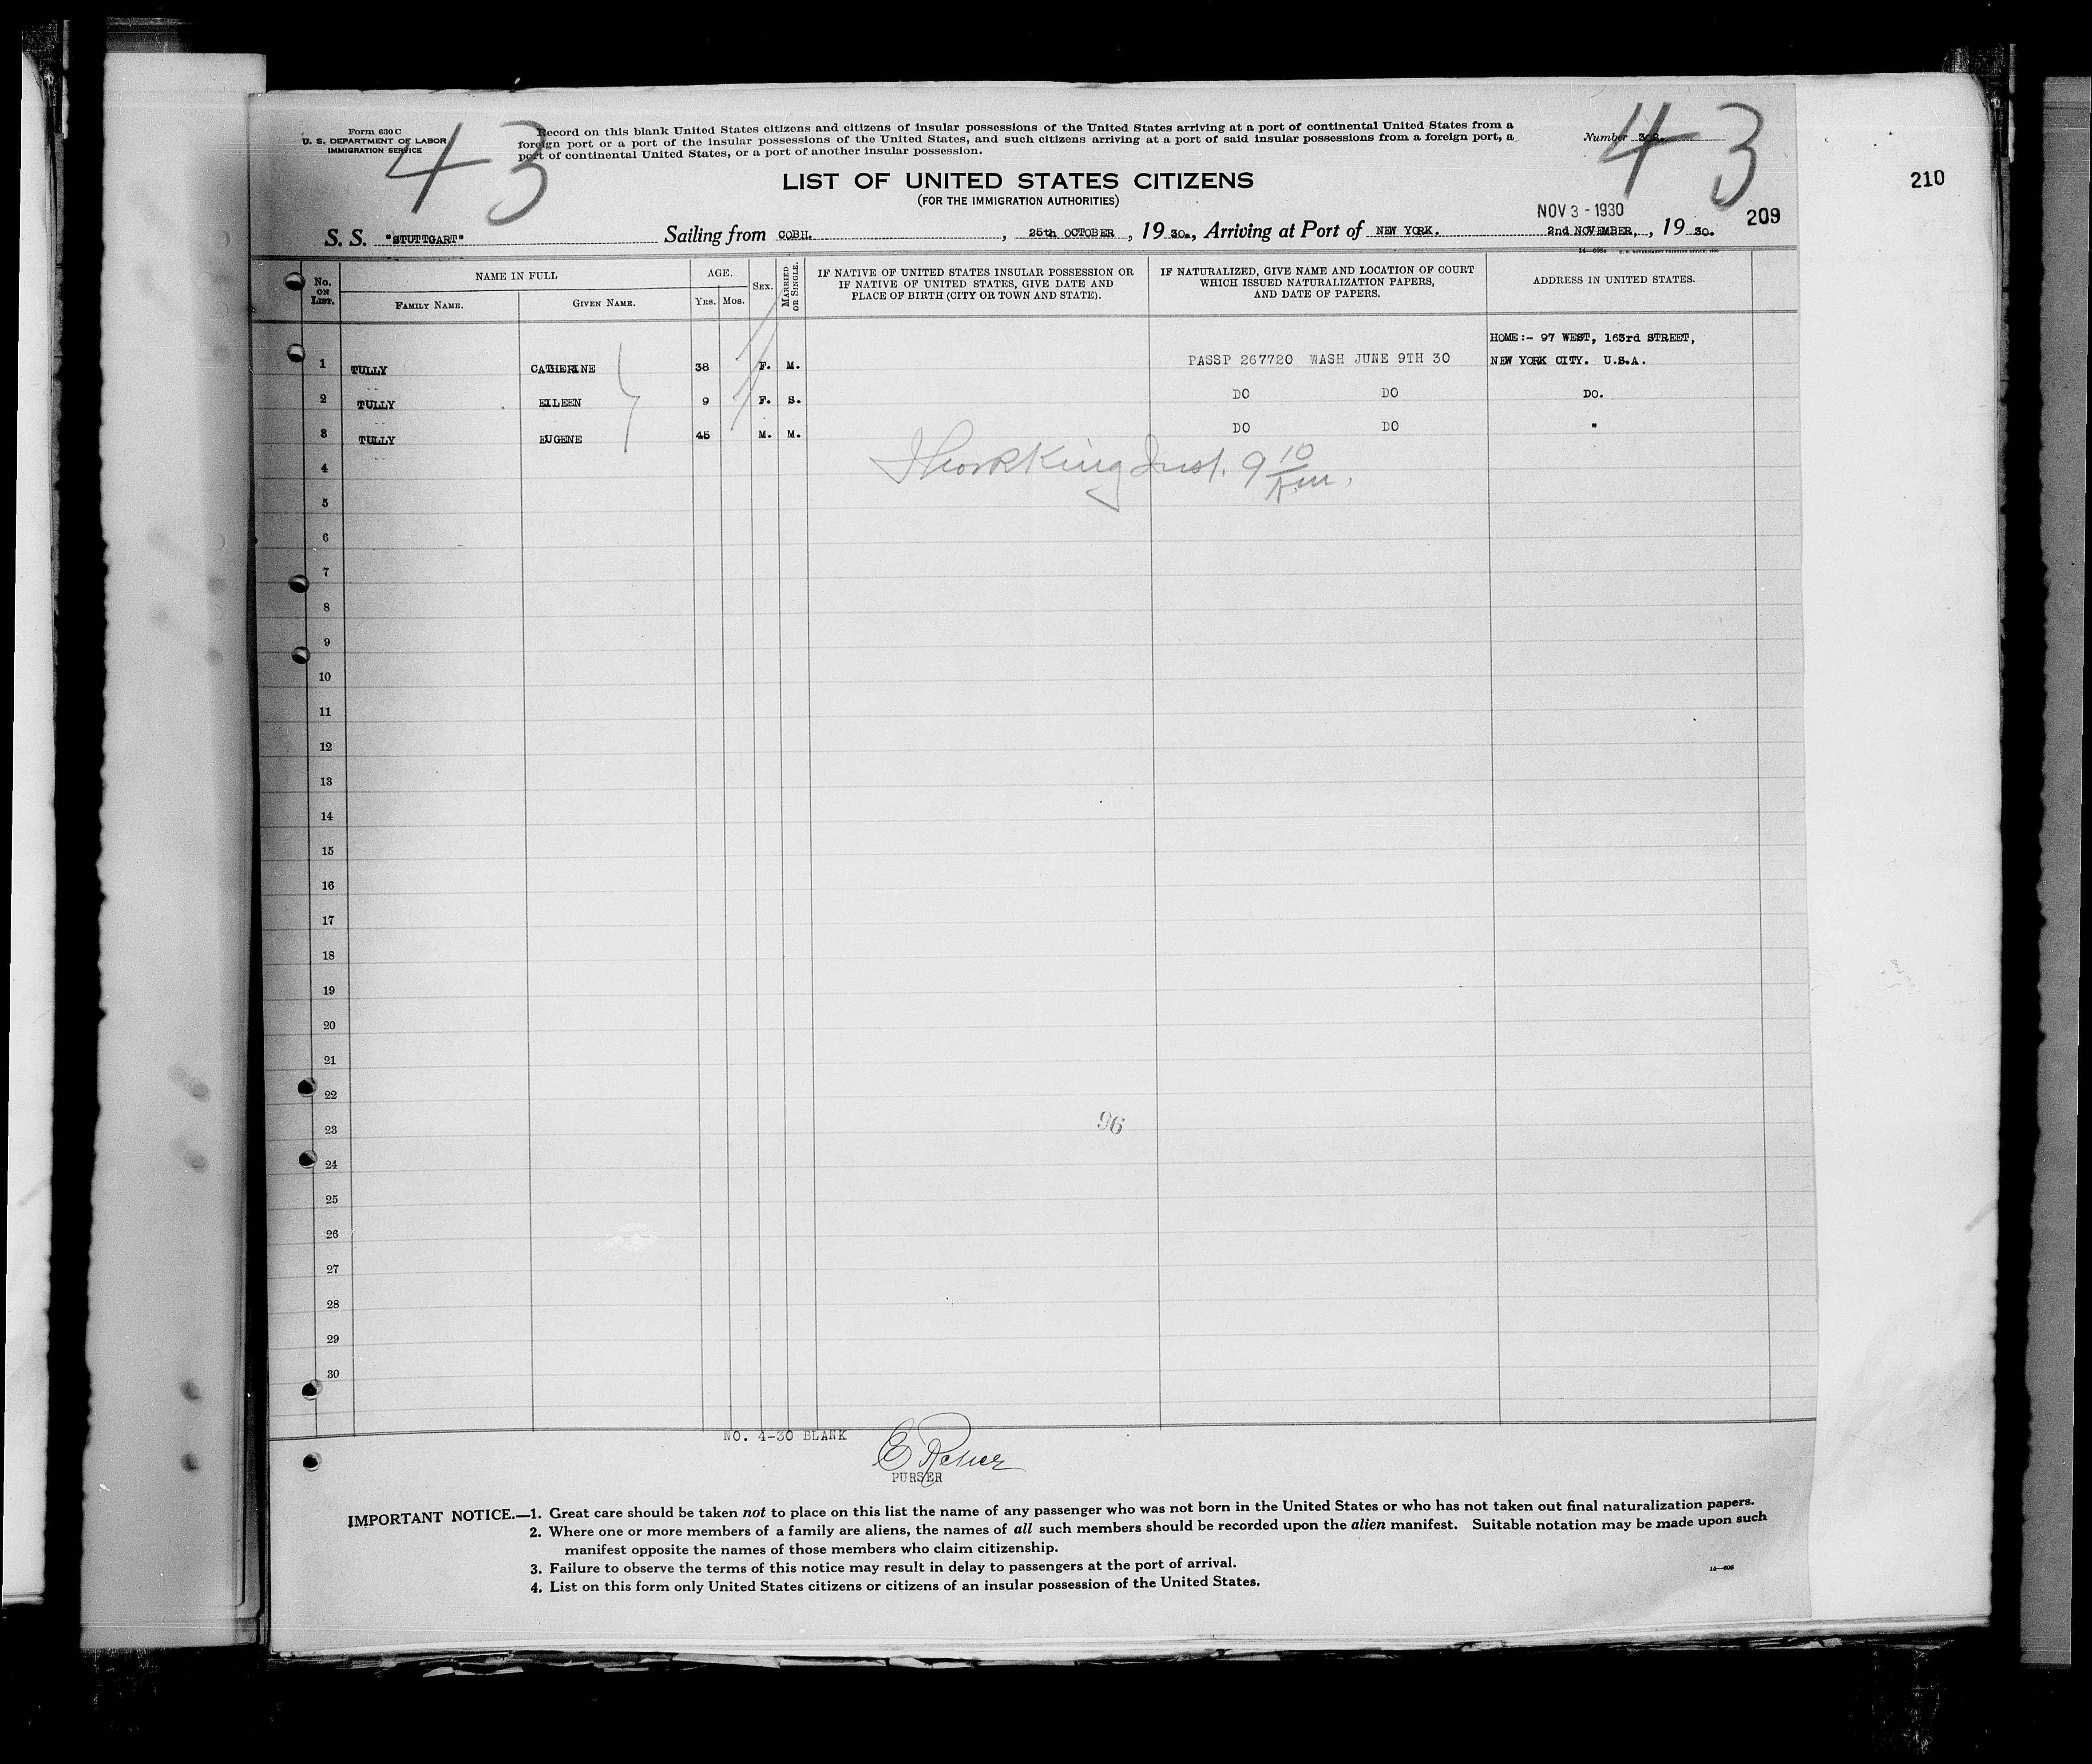 Form 630 C
U. S. DEPARTMENT OF LABOR
IMMIGRATION SERVICE
43
Record on this blank United States citizens and citizens of insular possessions of the United States arriving at a port of continental United States from a
foreign port or a port of the insular possessions of the United States, and such citizens arriving at a port of said insular possessions from a foreign port, a
port of continental United States, or a port of another insular possession.
Number
43
210
LIST OF UNITED STATES CITIZENS
(FOR THE IMMIGRATION AUTHORITIES)
NOV 3 - 1930
209
S. S. "STUTTGART" Sailing from COBH. , 25th OCTOBER , 19 30., Arriving at Port of NEW YORK. 2nd NOVEMBER, , 19 30.
No. ON LIST. NAME IN FULL AGE. SEX. MARRIED OR SINGLE. IF NATIVE OF UNITED STATES INSULAR POSSESSION OR IF NATIVE OF UNITED STATES, GIVE DATE AND PLACE OF BIRTH (CITY OR TOWN AND STATE). IF NATURALIZED, GIVE NAME AND LOCATION OF COURT WHICH ISSUED NATURALIZATION PAPERS, AND DATE OF PAPERS. ADDRESS IN UNITED STATES.
FAMILY NAME. GIVEN NAME. YRS. MOS.
HOME:- 97 WEST, 163rd STREET,
1 TULLY CATHERINE 38 F. M. PASSP 267720 WASH JUNE 9TH 30 NEW YORK CITY. U.S.A.
2 TULLY EILEEN 9 F. S. DO DO DO.
3 TULLY EUGENE 45 M. M. DO DO "
4
5
6
7
8
9
10
11
12
13
14
15
16
17
18
19
20
21
22
96
23
24
25
26
27
28
29
30
NO. 4-30 BLANK
PURSER
IMPORTANT NOTICE.—1. Great care should be taken not to place on this list the name of any passenger who was not born in the United States or who has not taken out final naturalization papers.
2. Where one or more members of a family are aliens, the names of all such members should be recorded upon the alien manifest. Suitable notation may be made upon such
manifest opposite the names of those members who claim citizenship.
3. Failure to observe the terms of this notice may result in delay to passengers at the port of arrival.
4. List on this form only United States citizens or citizens of an insular possession of the United States.